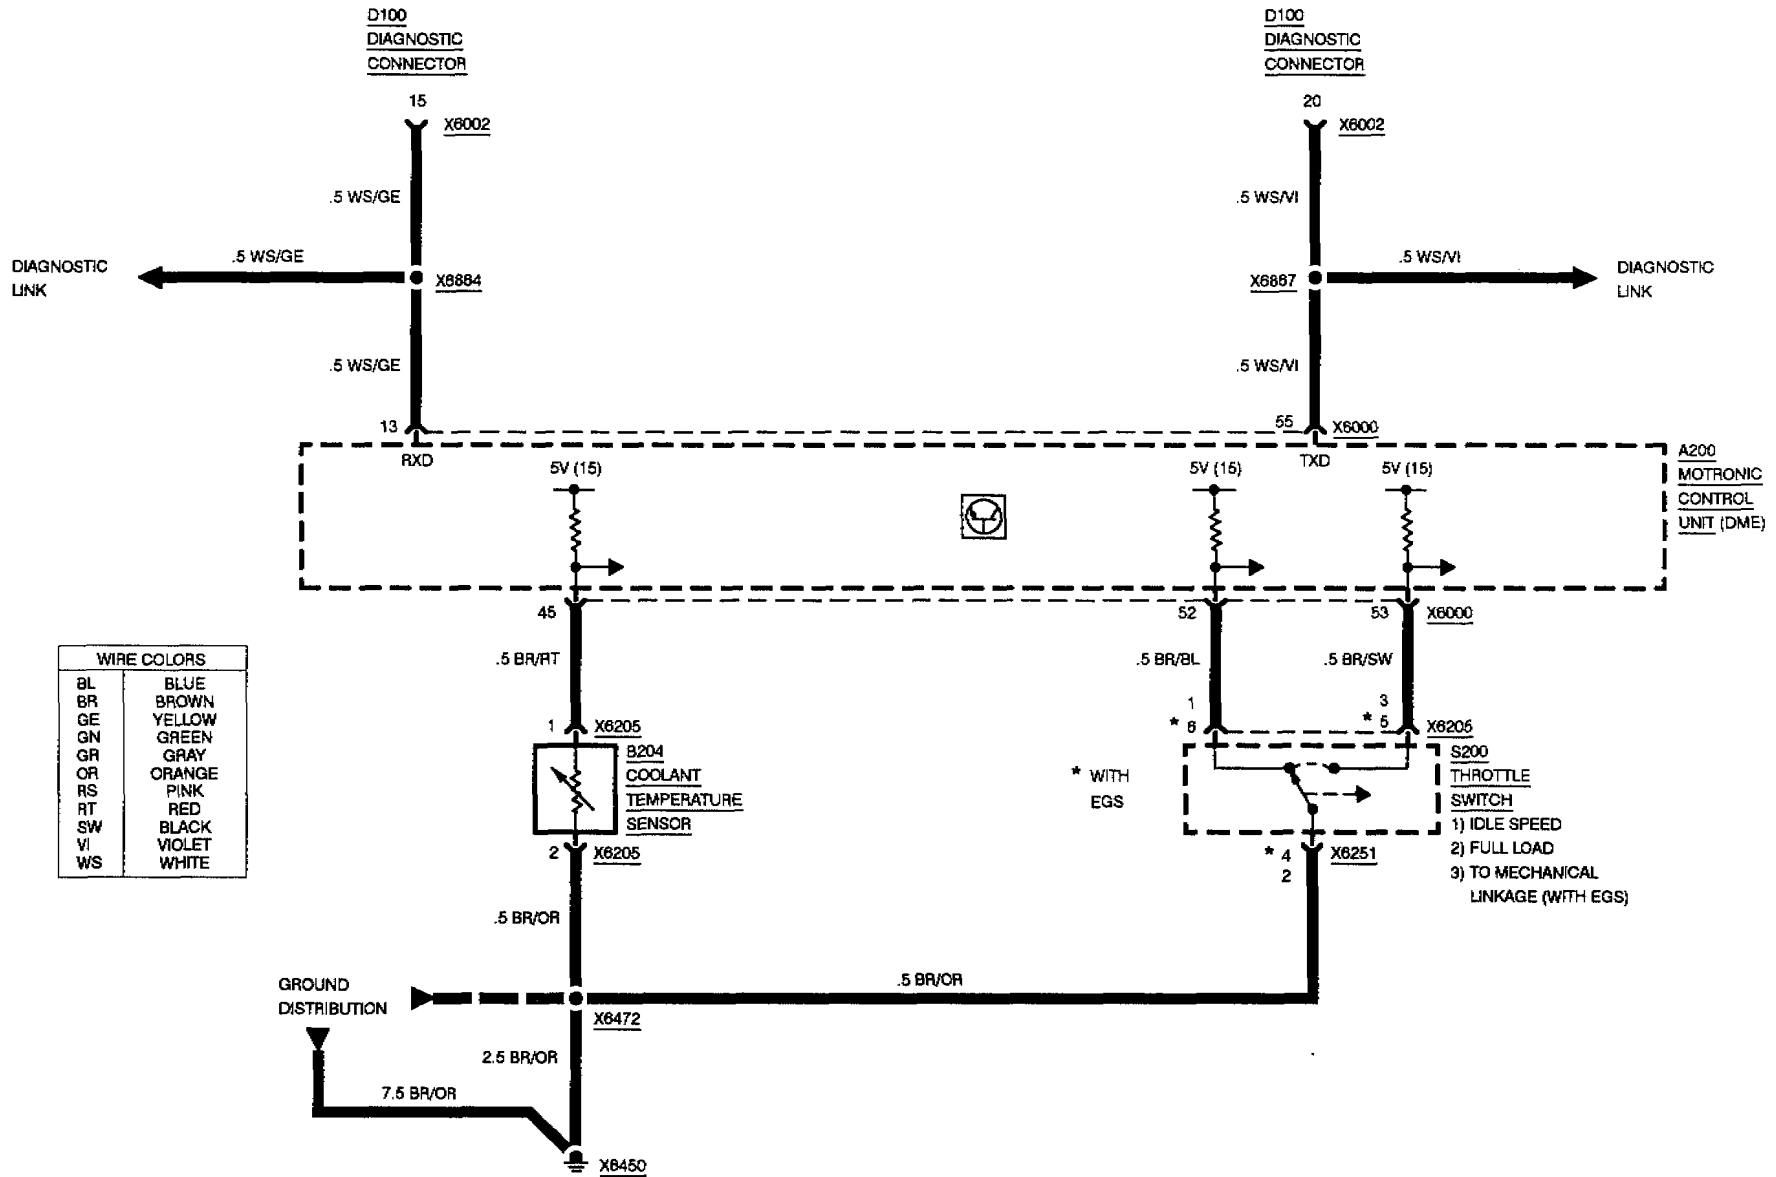 D100
DIAGNOSTIC
CONNECTOR
15
X6002
.5 WS/GE
DIAGNOSTIC
LINK
.5 WS/GE
X6884
.5 WS/GE
13
RXD
D100
DIAGNOSTIC
CONNECTOR
20
X6002
.5 WS/VI
X6887
.5 WS/VI
DIAGNOSTIC
LINK
.5 WS/VI
55
X6000
TXD
5V (15)
5V (15)
5V (15)
A200
MOTRONIC
CONTROL
UNIT (DME)
45
52
53
X6000
.5 BR/RT
.5 BR/BL
.5 BR/SW
WIRE COLORS
BL BLUE
BR BROWN
GE YELLOW
GN GREEN
GR GRAY
OR ORANGE
RS PINK
RT RED
SW BLACK
VI VIOLET
WS WHITE
1
X6205
B204
COOLANT
TEMPERATURE
SENSOR
2
X6205
1
* 6
3
* 5
X6205
* WITH
EGS
S200
THROTTLE
SWITCH
1) IDLE SPEED
2) FULL LOAD
3) TO MECHANICAL
LINKAGE (WITH EGS)
* 4
2
X6251
.5 BR/OR
GROUND
DISTRIBUTION
.5 BR/OR
X6472
2.5 BR/OR
7.5 BR/OR
X6450